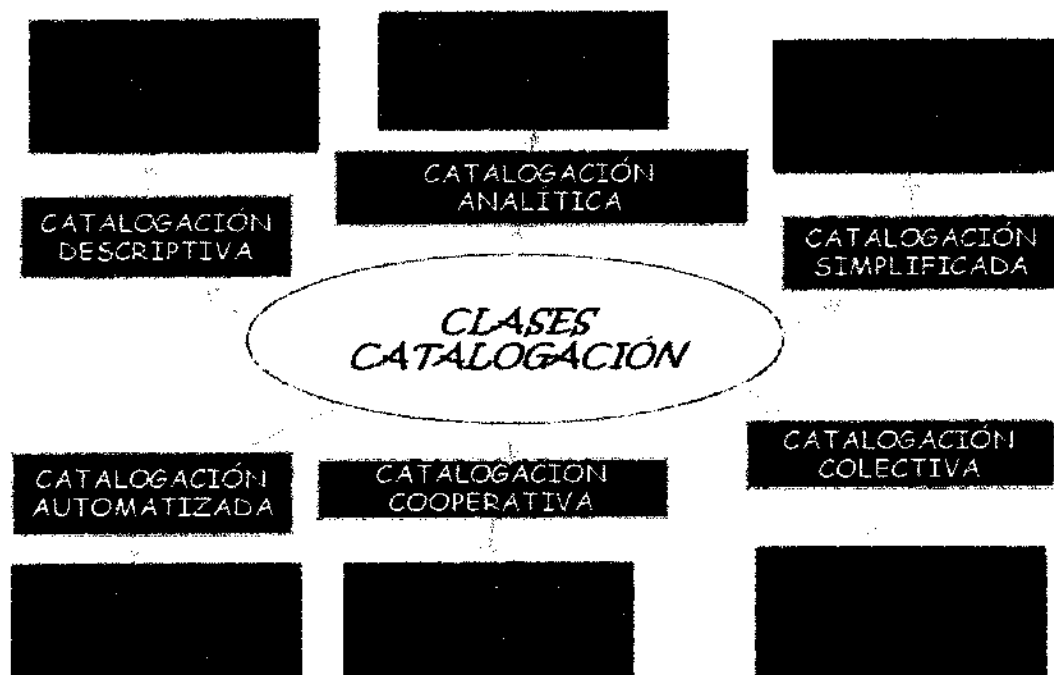 CATALOGACIÓN
ANALÍTICA
CATALOGACIÓN
DESCRIPTIVA
CATALOGACIÓN
SIMPLIFICADA
CLASES
CATALOGACIÓN
CATALOGACIÓN
AUTOMATIZADA
CATALOGACION
COOPERATIVA
CATALOGACIÓN
COLECTIVA